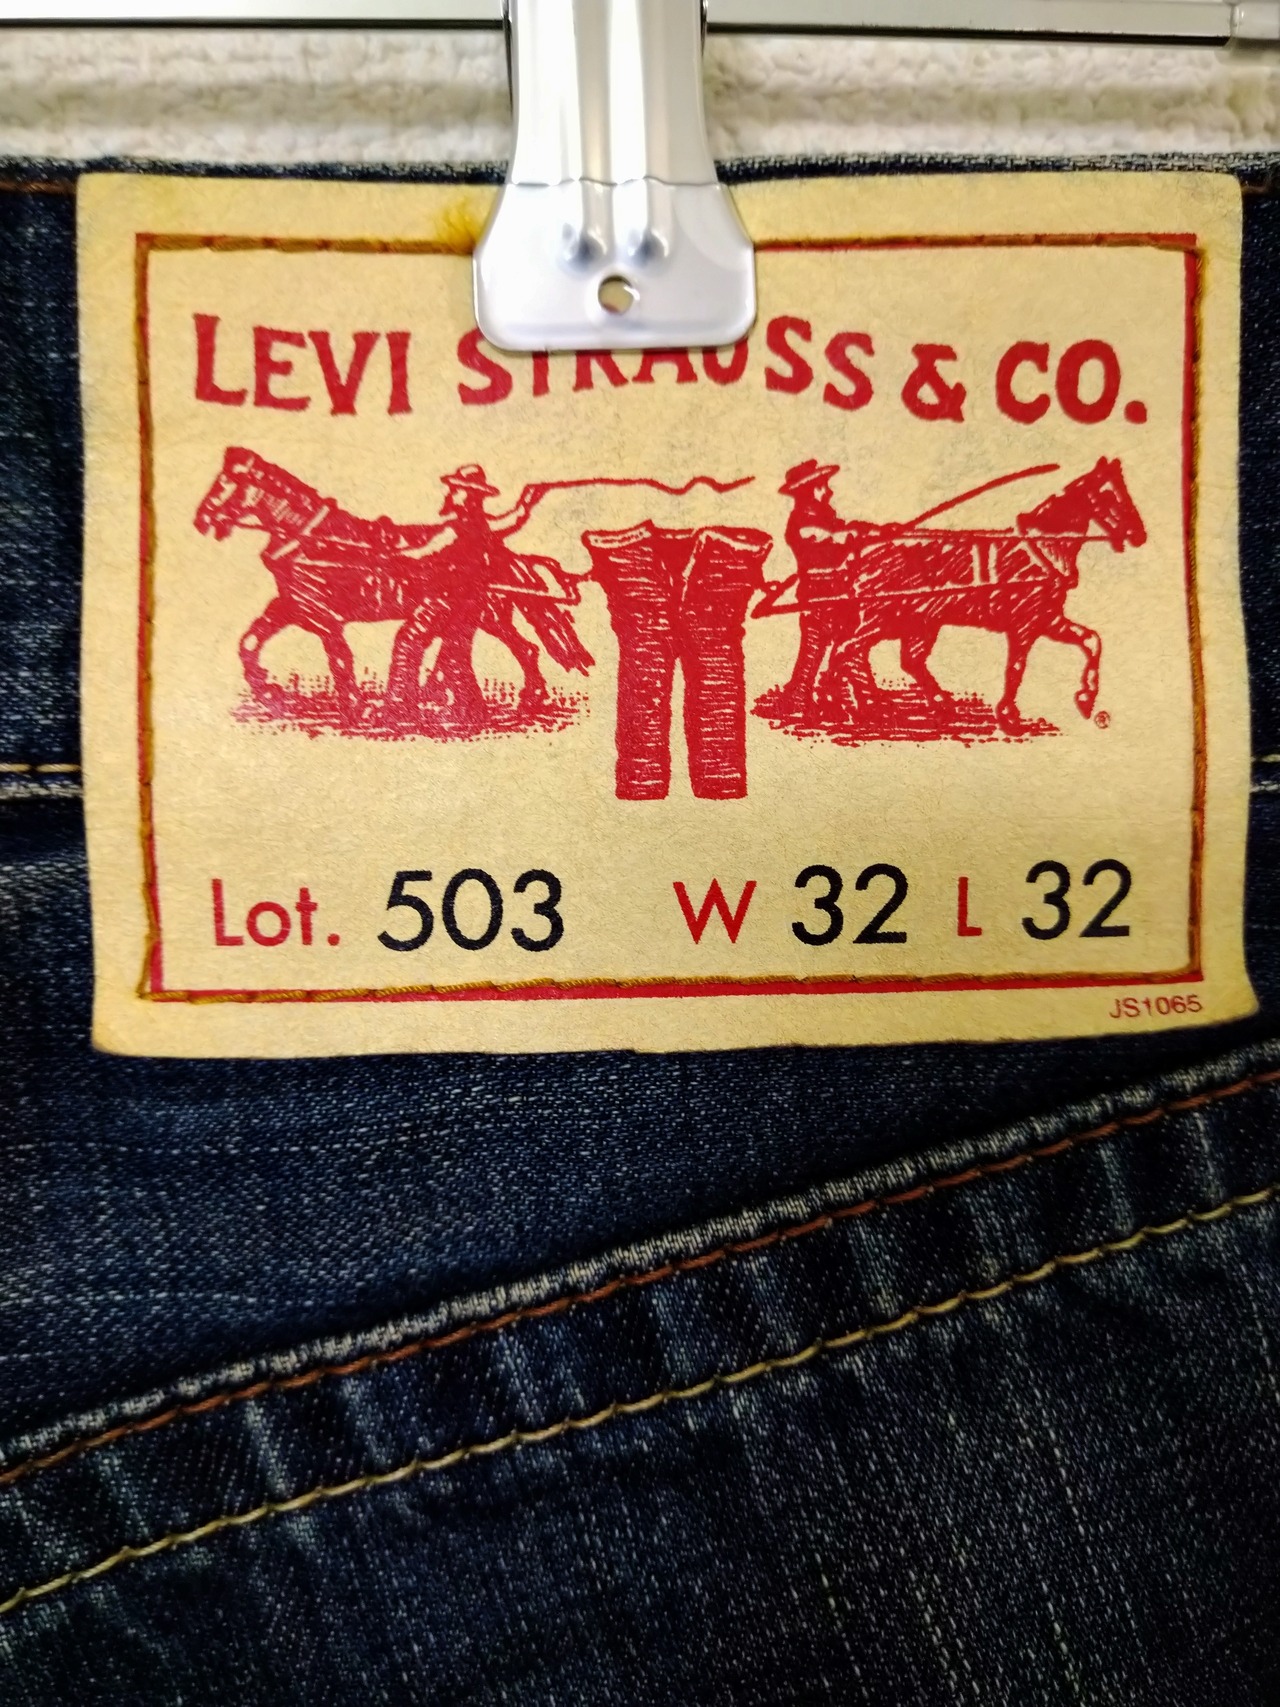 LEVI STRAUSS & CO.
®
Lot. 503 W 32 L 32
JS1065